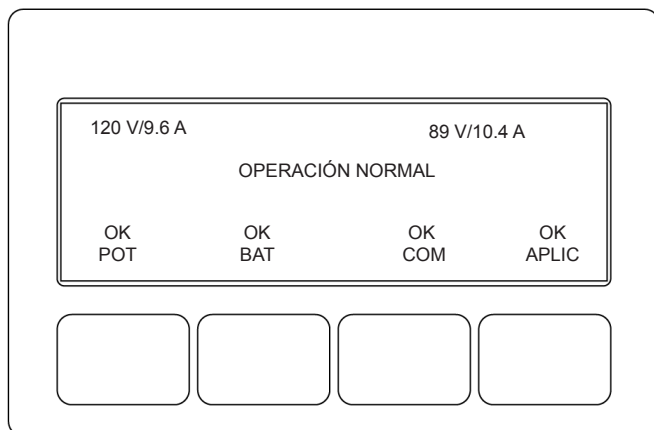 120 V/9.6 A 89 V/10.4 A
OPERACIÓN NORMAL
OK OK OK OK
POT BAT COM APLIC